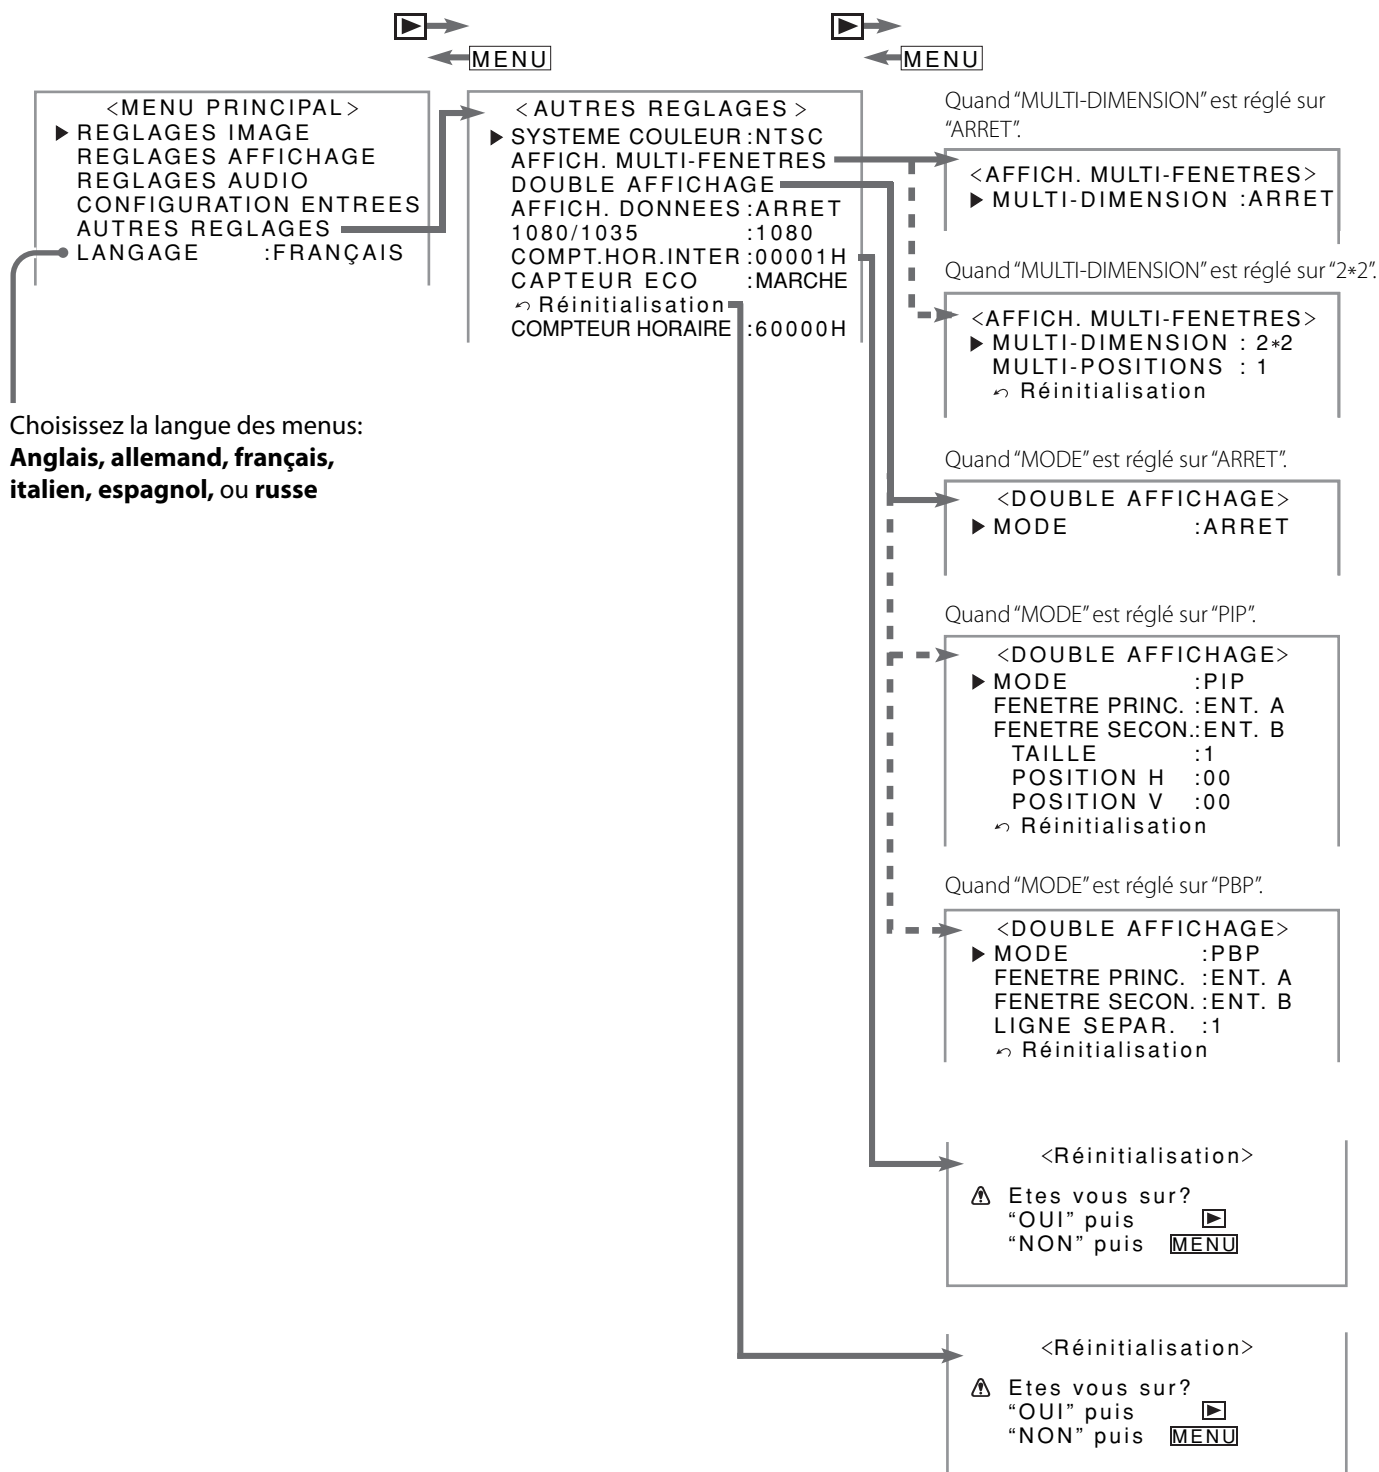 MENU
MENU
<MENU PRINCIPAL>
▶ REGLAGES IMAGE
REGLAGES AFFICHAGE
REGLAGES AUDIO
CONFIGURATION ENTREES
AUTRES REGLAGES
LANGAGE :FRANÇAIS
Choisissez la langue des menus:
Anglais, allemand, français,
italien, espagnol, ou russe
<AUTRES REGLAGES>
▶ SYSTEME COULEUR :NTSC
AFFICH. MULTI-FENETRES
DOUBLE AFFICHAGE
AFFICH. DONNEES :ARRET
1080/1035 :1080
COMPT.HOR.INTER :00001H
CAPTEUR ECO :MARCHE
↶ Réinitialisation
COMPTEUR HORAIRE :60000H
Quand “MULTI-DIMENSION” est réglé sur
“ARRET”.
<AFFICH. MULTI-FENETRES>
▶ MULTI-DIMENSION :ARRET
Quand “MULTI-DIMENSION” est réglé sur “2*2”.
<AFFICH. MULTI-FENETRES>
▶ MULTI-DIMENSION : 2*2
MULTI-POSITIONS : 1
↶ Réinitialisation
Quand “MODE” est réglé sur “ARRET”.
<DOUBLE AFFICHAGE>
▶ MODE :ARRET
Quand “MODE” est réglé sur “PIP”.
<DOUBLE AFFICHAGE>
▶ MODE :PIP
FENETRE PRINC. :ENT. A
FENETRE SECON.:ENT. B
TAILLE :1
POSITION H :00
POSITION V :00
↶ Réinitialisation
Quand “MODE” est réglé sur “PBP”.
<DOUBLE AFFICHAGE>
▶ MODE :PBP
FENETRE PRINC. :ENT. A
FENETRE SECON. :ENT. B
LIGNE SEPAR. :1
↶ Réinitialisation
<Réinitialisation>
⚠ Etes vous sur?
“OUI” puis ▶
“NON” puis MENU
<Réinitialisation>
⚠ Etes vous sur?
“OUI” puis ▶
“NON” puis MENU